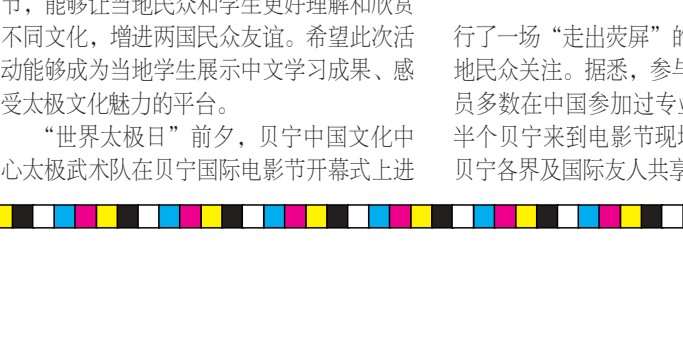 节，能够让当地民众和学生更好理解和欣赏
不同文化，增进两国民众友谊。希望此次活
动能够成为当地学生展示中文学习成果、感
受太极文化魅力的平台。
“世界太极日”前夕，贝宁中国文化中
心太极武术队在贝宁国际电影节开幕式上进
行了一场“走出荧屏”的
地民众关注。据悉，参与
员多数在中国参加过专业
半个贝宁来到电影节现场
贝宁各界及国际友人共享